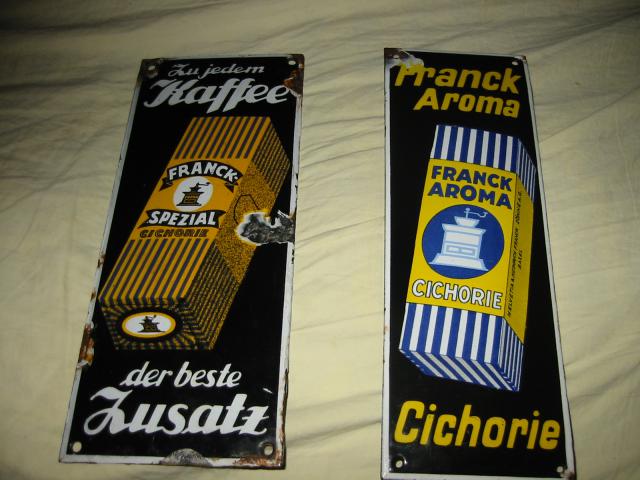 Zu jedem
Kaffee
FRANCK
SPEZIAL
CICHORIE
der beste
Zusatz
Franck
Aroma
FRANCK
AROMA
CICHORIE
Cichorie